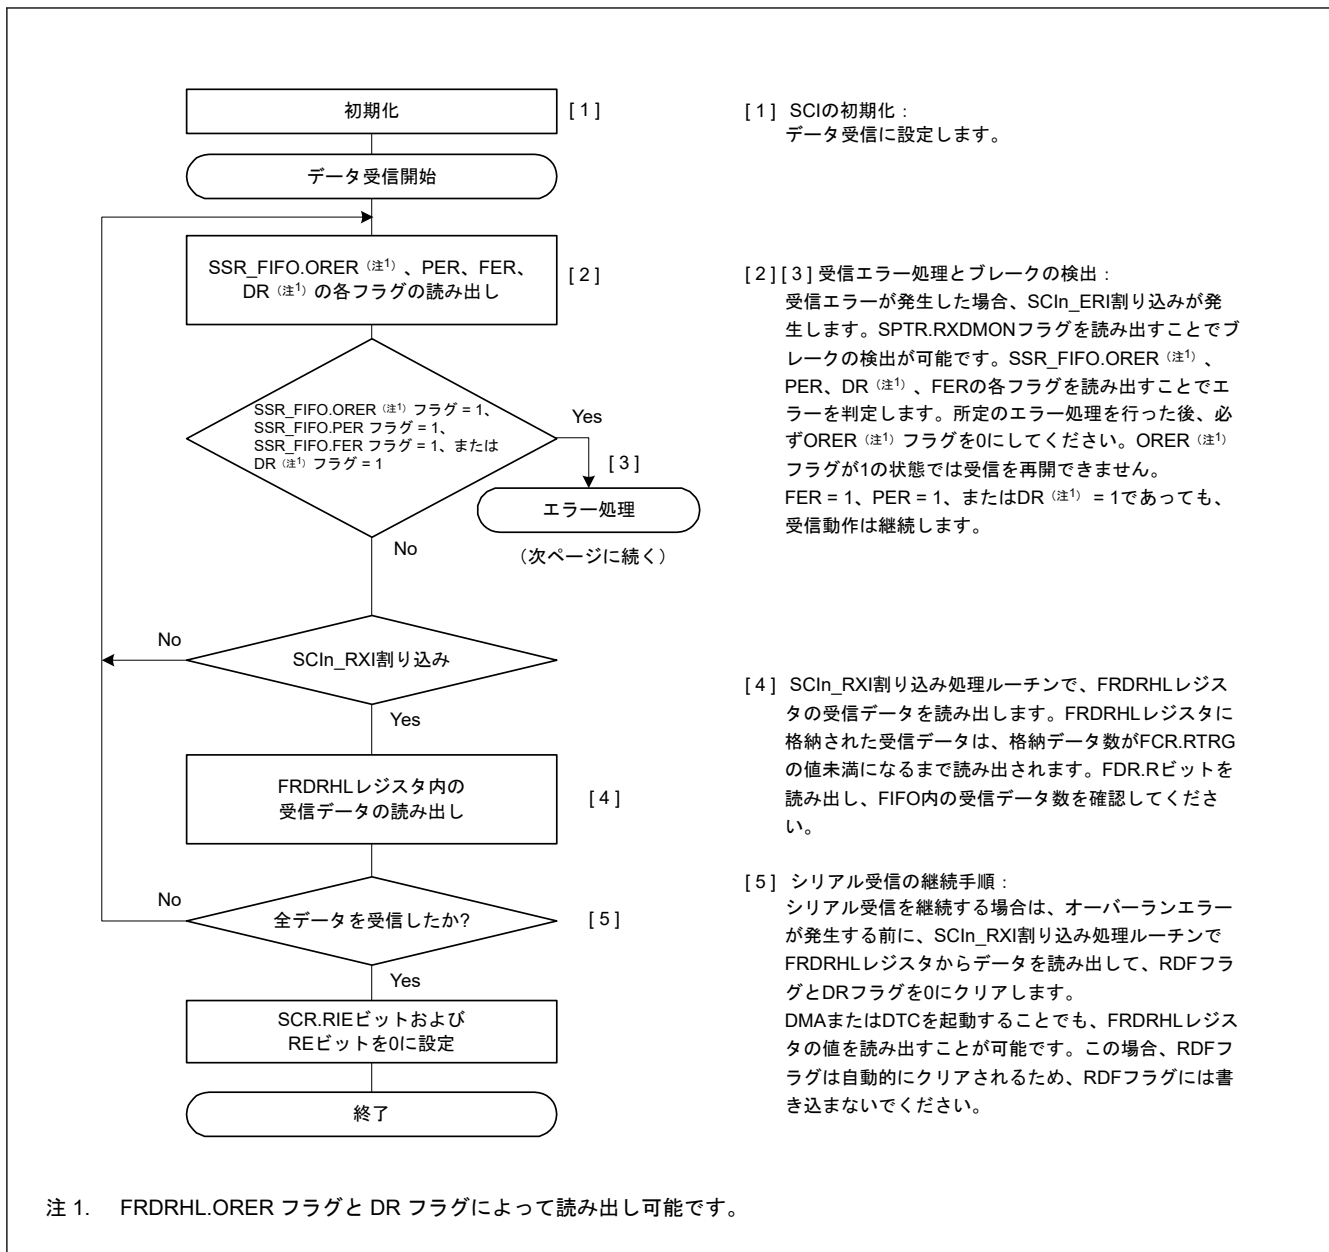 初期化
[ 1 ]
データ受信開始
SSR_FIFO.ORER（注1）、PER、FER、
DR（注1）の各フラグの読み出し
[ 2 ]
SSR_FIFO.ORER（注1）フラグ = 1、
SSR_FIFO.PER フラグ = 1、
SSR_FIFO.FER フラグ = 1、または
DR（注1）フラグ = 1
Yes
[ 3 ]
エラー処理
（次ページに続く）
No
SCIn_RXI割り込み
No
Yes
FRDRHLレジスタ内の
受信データの読み出し
[ 4 ]
全データを受信したか?
[ 5 ]
No
Yes
SCR.RIEビットおよび
REビットを0に設定
終了
[ 1 ] SCIの初期化：
データ受信に設定します。
[ 2 ] [ 3 ] 受信エラー処理とブレークの検出：
受信エラーが発生した場合、SCIn_ERI割り込みが発
生します。SPTR.RXDMONフラグを読み出すことでブ
レークの検出が可能です。SSR_FIFO.ORER（注1）、
PER、DR（注1）、FERの各フラグを読み出すことでエ
ラーを判定します。所定のエラー処理を行った後、必
ずORER（注1）フラグを0にしてください。ORER（注1）
フラグが1の状態では受信を再開できません。
FER = 1、PER = 1、またはDR（注1） = 1であっても、
受信動作は継続します。
[ 4 ] SCIn_RXI割り込み処理ルーチンで、FRDRHLレジス
タの受信データを読み出します。FRDRHLレジスタに
格納された受信データは、格納データ数がFCR.RTRG
の値未満になるまで読み出されます。FDR.Rビットを
読み出し、FIFO内の受信データ数を確認してくださ
い。
[ 5 ] シリアル受信の継続手順：
シリアル受信を継続する場合は、オーバーランエラー
が発生する前に、SCIn_RXI割り込み処理ルーチンで
FRDRHLレジスタからデータを読み出して、RDFフラ
グとDRフラグを0にクリアします。
DMAまたはDTCを起動することでも、FRDRHLレジス
タの値を読み出すことが可能です。この場合、RDFフ
ラグは自動的にクリアされるため、RDFフラグには書
き込まないでください。
注 1. FRDRHL.ORER フラグと DR フラグによって読み出し可能です。